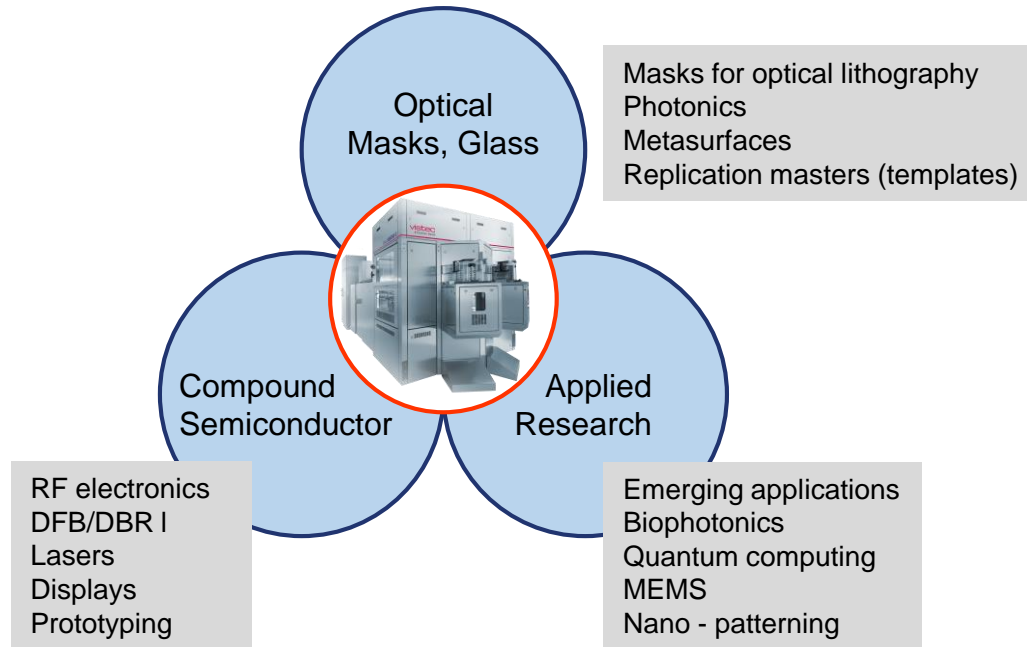 Optical
Masks, Glass
Masks for optical lithography
Photonics
Metasurfaces
Replication masters (templates)
vistec
Compound
Semiconductor
Applied
Research
RF electronics
DFB/DBR l
Lasers
Displays
Prototyping
Emerging applications
Biophotonics
Quantum computing
MEMS
Nano - patterning